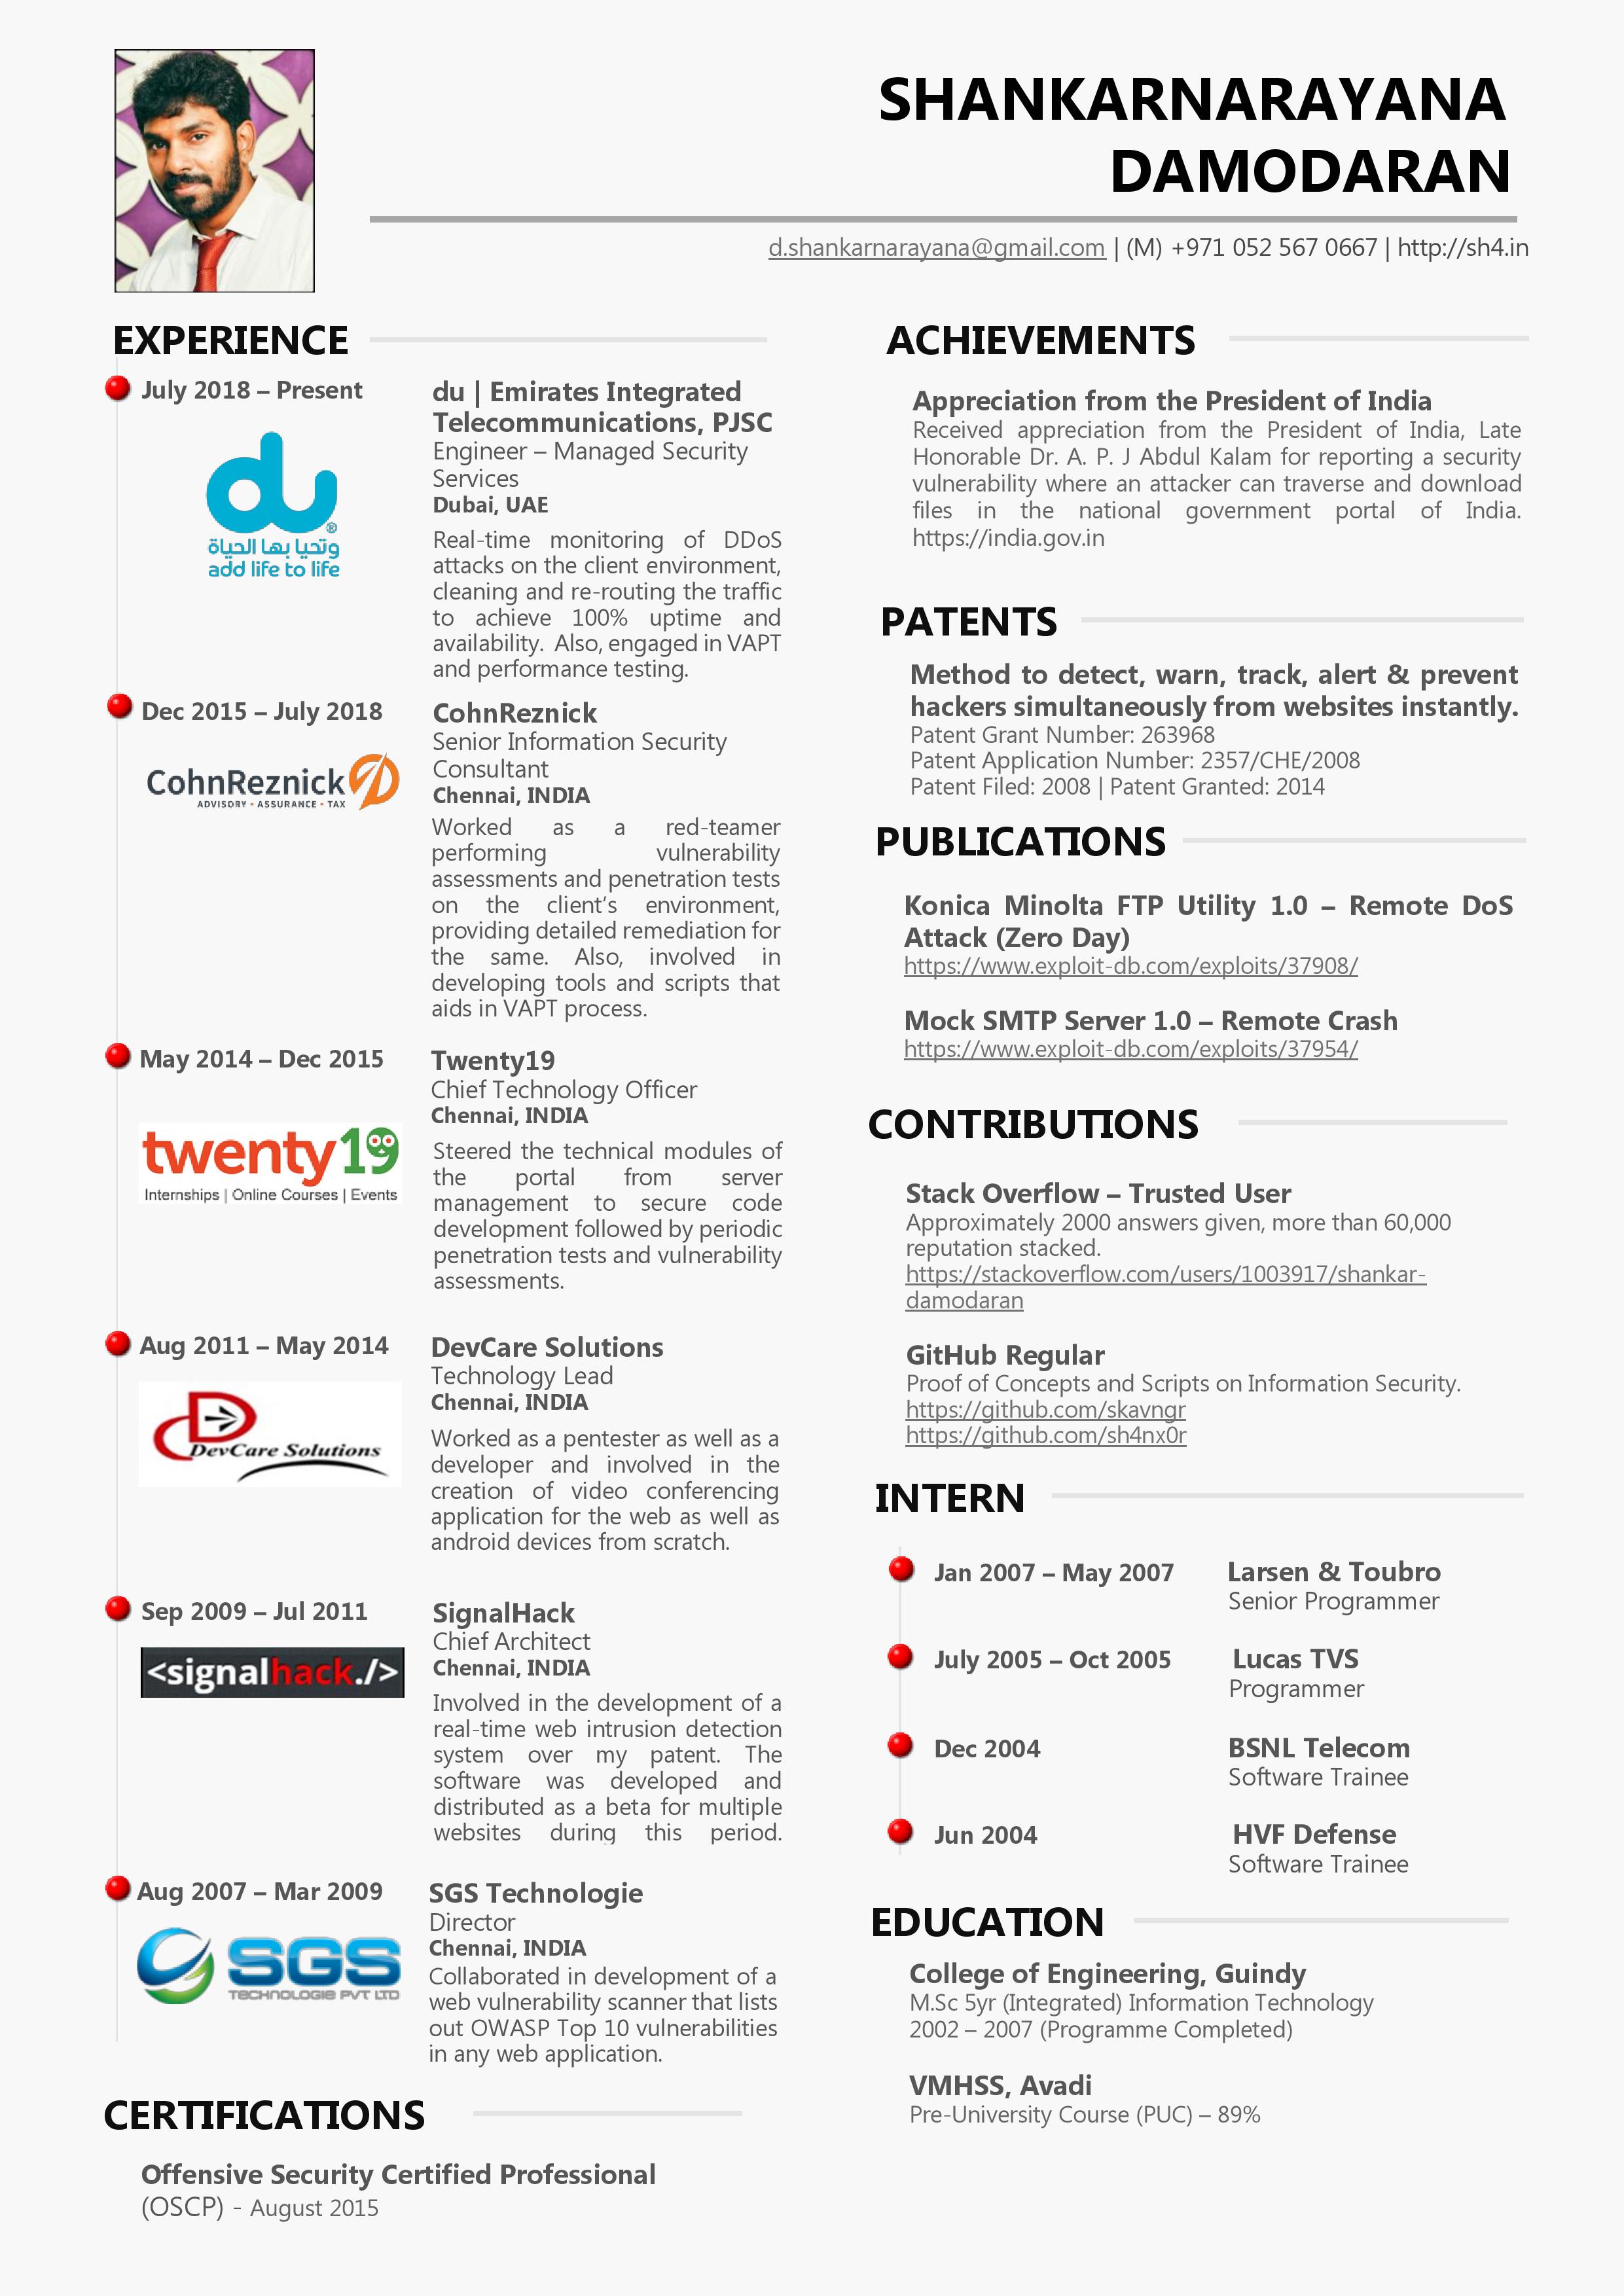 SHANKARNARAYANA
DAMODARAN
d.shankarnarayana@gmail.com | (M) +971 052 567 0667 | http://sh4.in
EXPERIENCE
July 2018 – Present
du
®
وتحيا بها الحياة
add life to life
du | Emirates Integrated
Telecommunications, PJSC
Engineer – Managed Security
Services
Dubai, UAE
Real-time monitoring of DDoS
attacks on the client environment,
cleaning and re-routing the traffic
to achieve 100% uptime and
availability. Also, engaged in VAPT
and performance testing.
Dec 2015 – July 2018
CohnReznick
ADVISORY • ASSURANCE • TAX
CohnReznick
Senior Information Security
Consultant
Chennai, INDIA
Worked as a red-teamer
performing vulnerability
assessments and penetration tests
on the client’s environment,
providing detailed remediation for
the same. Also, involved in
developing tools and scripts that
aids in VAPT process.
May 2014 – Dec 2015
twenty19
Internships | Online Courses | Events
Twenty19
Chief Technology Officer
Chennai, INDIA
Steered the technical modules of
the portal from server
management to secure code
development followed by periodic
penetration tests and vulnerability
assessments.
Aug 2011 – May 2014
DevCare Solutions
DevCare Solutions
Technology Lead
Chennai, INDIA
Worked as a pentester as well as a
developer and involved in the
creation of video conferencing
application for the web as well as
android devices from scratch.
Sep 2009 – Jul 2011
<signalhack./>
SignalHack
Chief Architect
Chennai, INDIA
Involved in the development of a
real-time web intrusion detection
system over my patent. The
software was developed and
distributed as a beta for multiple
websites during this period.
Aug 2007 – Mar 2009
SGS
TECHNOLOGIE PVT LTD
SGS Technologie
Director
Chennai, INDIA
Collaborated in development of a
web vulnerability scanner that lists
out OWASP Top 10 vulnerabilities
in any web application.
CERTIFICATIONS
Offensive Security Certified Professional
(OSCP) - August 2015
ACHIEVEMENTS
Appreciation from the President of India
Received appreciation from the President of India, Late
Honorable Dr. A. P. J Abdul Kalam for reporting a security
vulnerability where an attacker can traverse and download
files in the national government portal of India.
https://india.gov.in
PATENTS
Method to detect, warn, track, alert & prevent
hackers simultaneously from websites instantly.
Patent Grant Number: 263968
Patent Application Number: 2357/CHE/2008
Patent Filed: 2008 | Patent Granted: 2014
PUBLICATIONS
Konica Minolta FTP Utility 1.0 – Remote DoS
Attack (Zero Day)
https://www.exploit-db.com/exploits/37908/
Mock SMTP Server 1.0 – Remote Crash
https://www.exploit-db.com/exploits/37954/
CONTRIBUTIONS
Stack Overflow – Trusted User
Approximately 2000 answers given, more than 60,000
reputation stacked.
https://stackoverflow.com/users/1003917/shankar-
damodaran
GitHub Regular
Proof of Concepts and Scripts on Information Security.
https://github.com/skavngr
https://github.com/sh4nx0r
INTERN
Jan 2007 – May 2007
Larsen & Toubro
Senior Programmer
July 2005 – Oct 2005
Lucas TVS
Programmer
Dec 2004
BSNL Telecom
Software Trainee
Jun 2004
HVF Defense
Software Trainee
EDUCATION
College of Engineering, Guindy
M.Sc 5yr (Integrated) Information Technology
2002 – 2007 (Programme Completed)
VMHSS, Avadi
Pre-University Course (PUC) – 89%